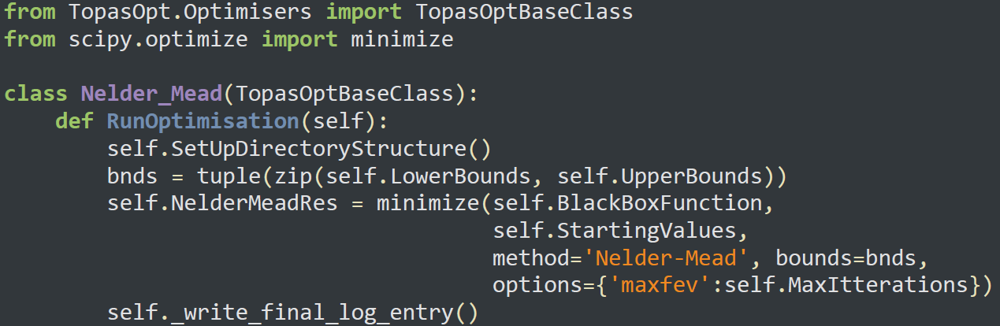 from TopasOpt.Optimisers import TopasOptBaseClass
from scipy.optimize import minimize
class Nelder_Mead(TopasOptBaseClass):
    def RunOptimisation(self):
        self.SetUpDirectoryStructure()
        bnds = tuple(zip(self.LowerBounds, self.UpperBounds))
        self.NelderMeadRes = minimize(self.BlackBoxFunction,
                                      self.StartingValues,
                                      method='Nelder-Mead', bounds=bnds,
                                      options={'maxfev':self.MaxItterations})
        self._write_final_log_entry()